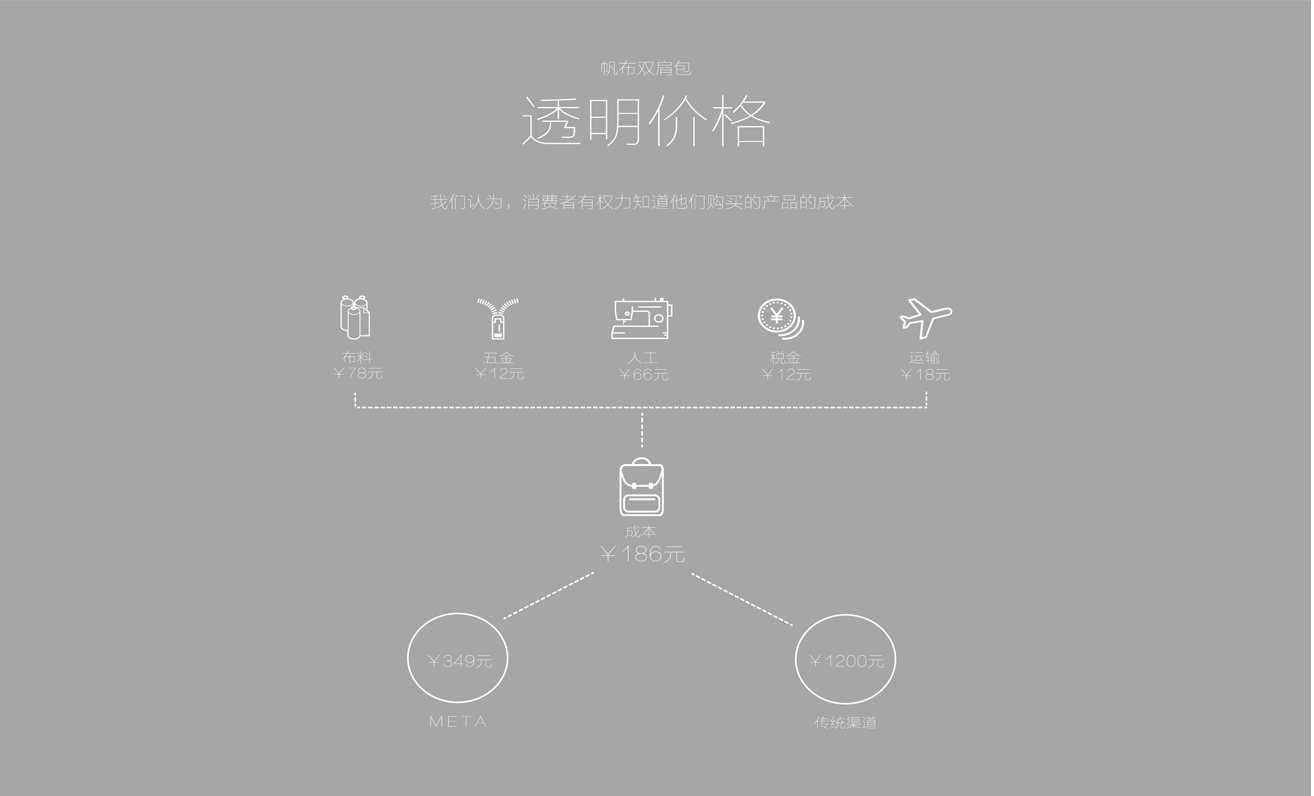 帆布双肩包
透明价格
我们认为，消费者有权力知道他们购买的产品的成本
布料
￥78元
五金
￥12元
人工
￥66元
税金
￥12元
运输
￥18元
成本
￥186元
￥349元
META
￥1200元
传统渠道